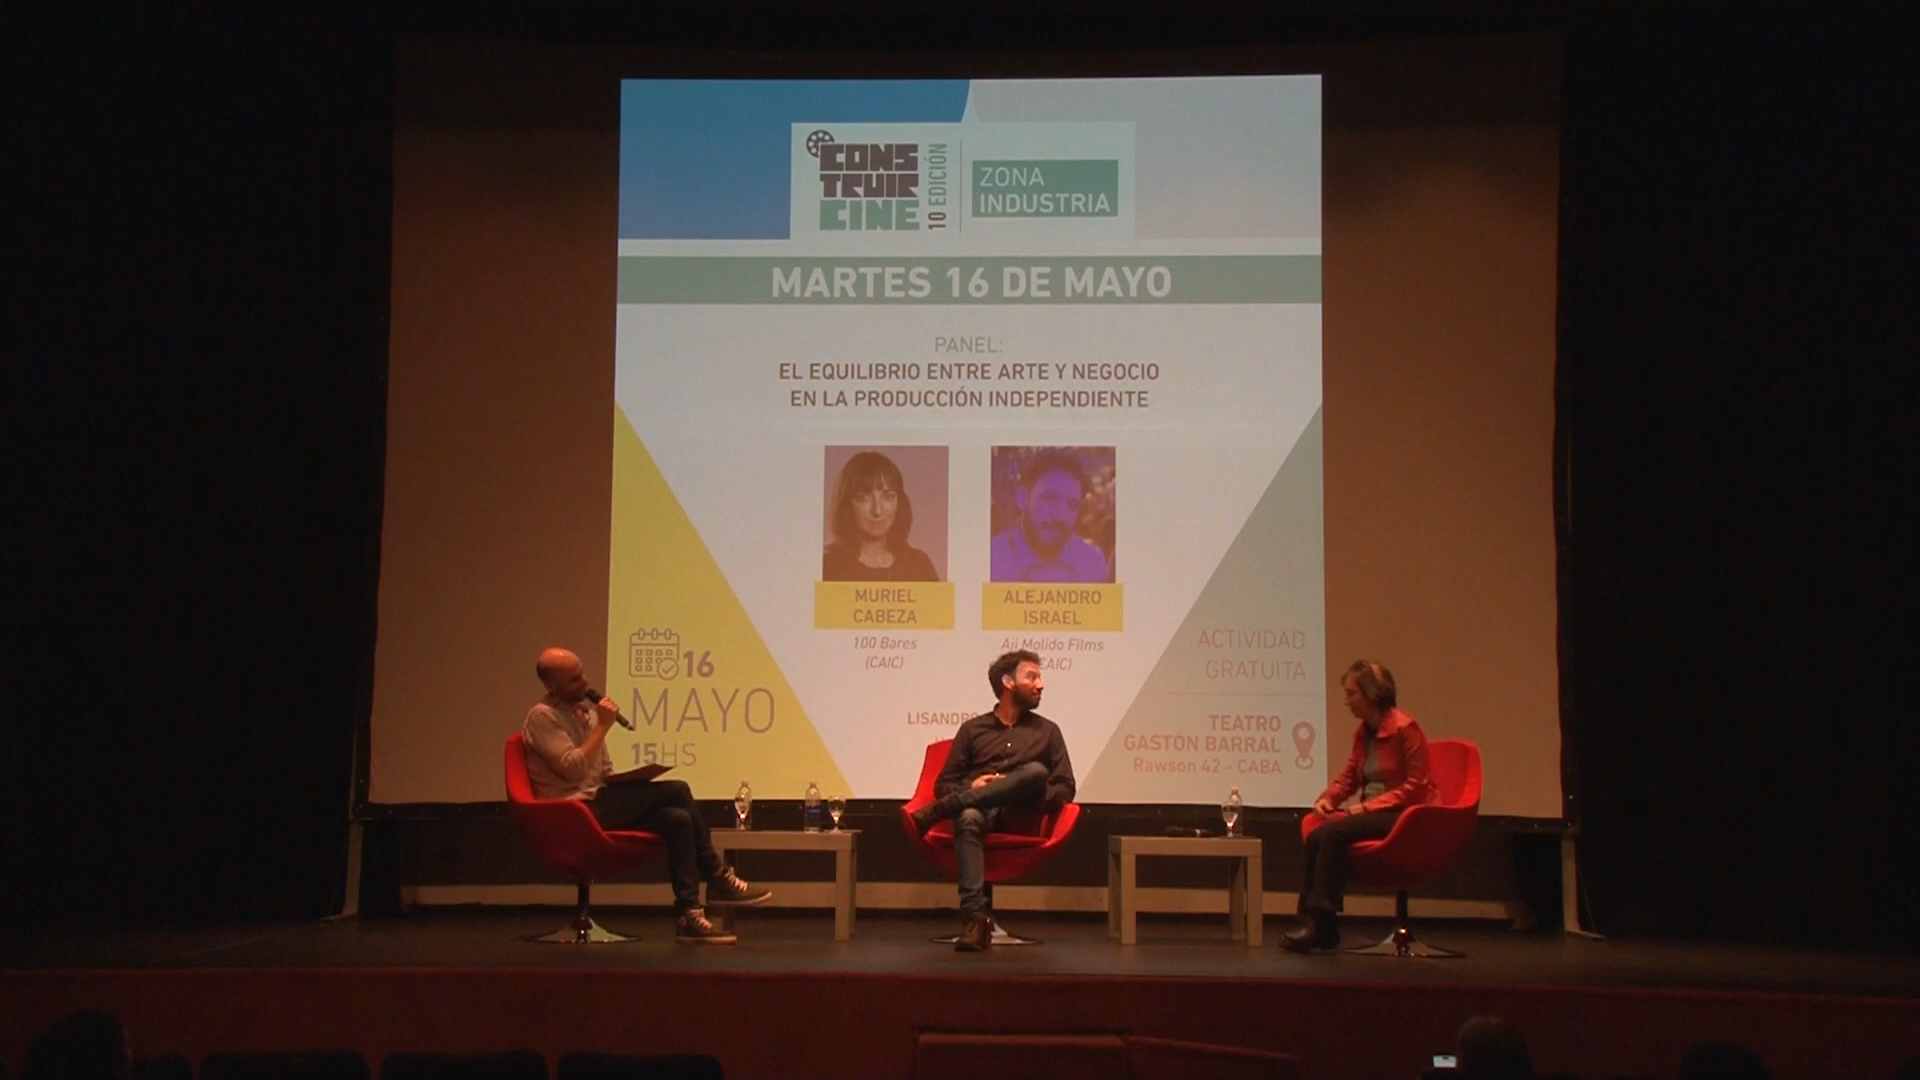 CONS
TRUIR
CINE
10 EDICIÓN
ZONA
INDUSTRIA
MARTES 16 DE MAYO
PANEL:
EL EQUILIBRIO ENTRE ARTE Y NEGOCIO
EN LA PRODUCCIÓN INDEPENDIENTE
MURIEL
CABEZA
100 Bares
(CAIC)
ALEJANDRO
ISRAEL
Aji Molido Films
LISANDRO
16
MAYO
15HS
ACTIVIDAD
GRATUITA
TEATRO
GASTÓN BARRAL
Rawson 42 - CABA